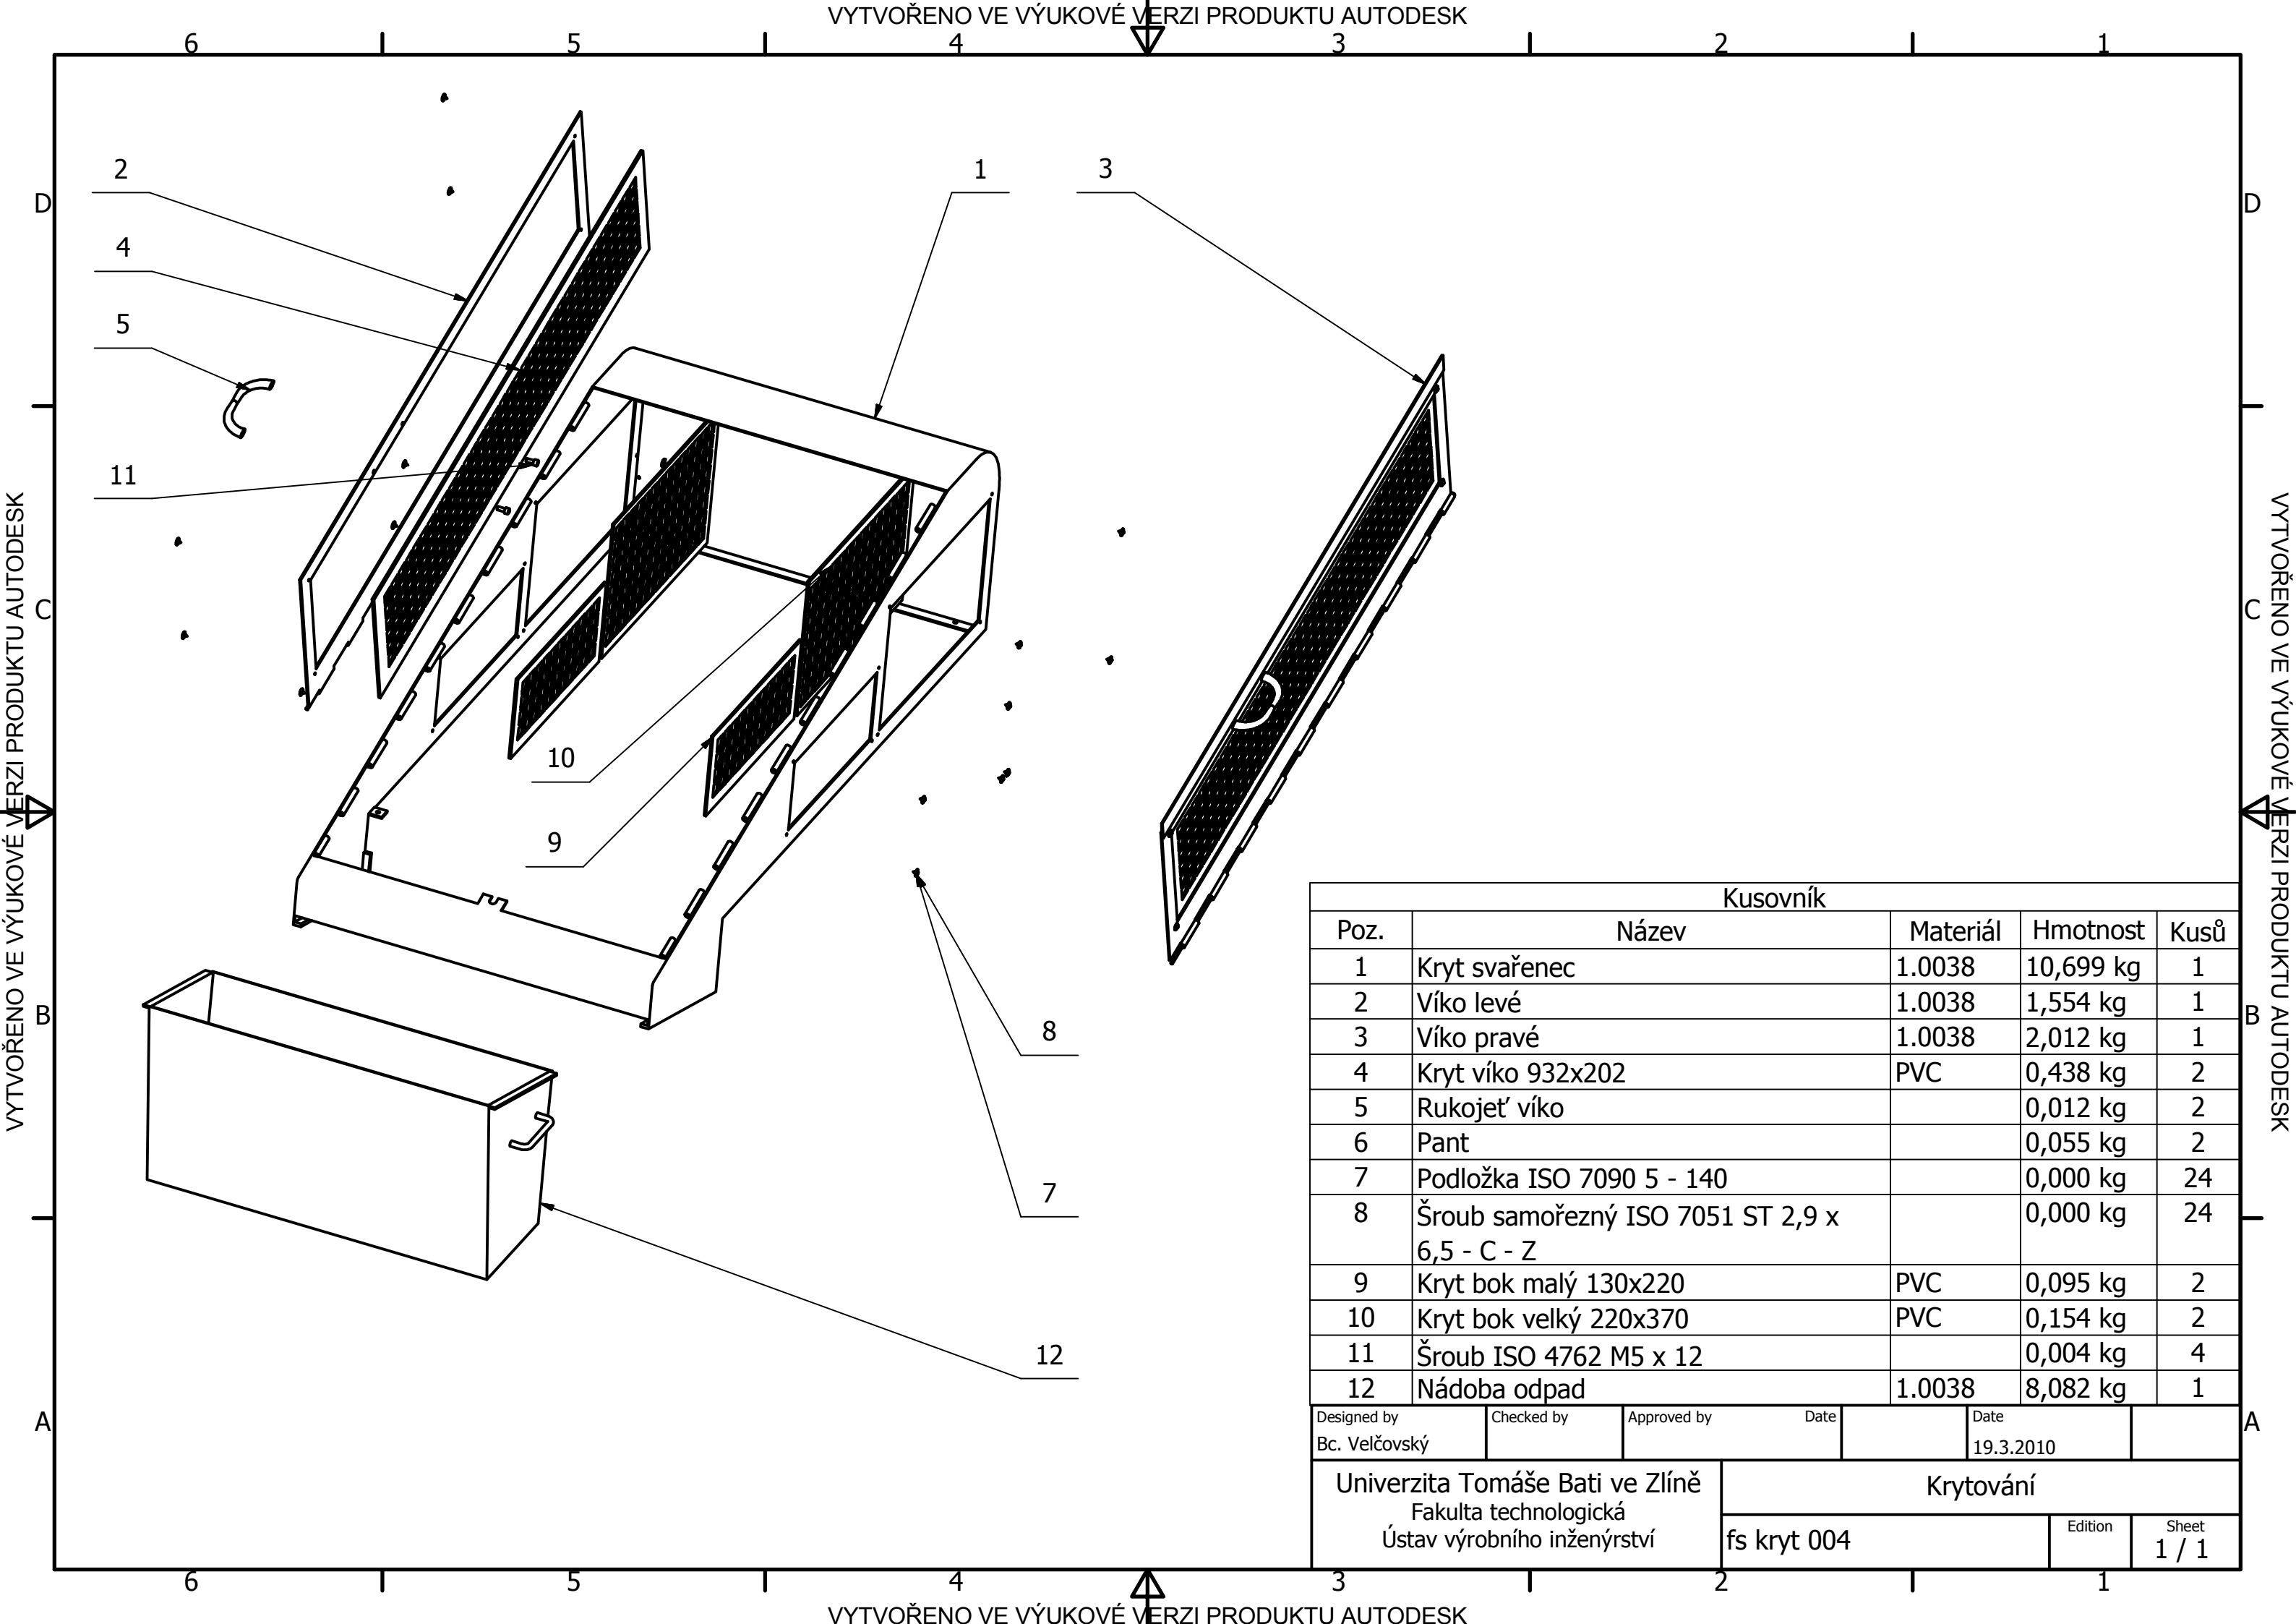 VYTVOŘENO VE VÝUKOVÉ VERZI PRODUKTU AUTODESK
6 5 4 3 2 1
D D
C C
B B
A A
VYTVOŘENO VE VÝUKOVÉ VERZI PRODUKTU AUTODESK
VYTVOŘENO VE VÝUKOVÉ VERZI PRODUKTU AUTODESK
2
4
5
11
1
3
10
9
8
7
12
Kusovník
Poz. Název Materiál Hmotnost Kusů
1 Kryt svařenec 1.0038 10,699 kg 1
2 Víko levé 1.0038 1,554 kg 1
3 Víko pravé 1.0038 2,012 kg 1
4 Kryt víko 932x202 PVC 0,438 kg 2
5 Rukojeť víko 0,012 kg 2
6 Pant 0,055 kg 2
7 Podložka ISO 7090 5 - 140 0,000 kg 24
8 Šroub samořezný ISO 7051 ST 2,9 x 0,000 kg 24
6,5 - C - Z
9 Kryt bok malý 130x220 PVC 0,095 kg 2
10 Kryt bok velký 220x370 PVC 0,154 kg 2
11 Šroub ISO 4762 M5 x 12 0,004 kg 4
12 Nádoba odpad 1.0038 8,082 kg 1
Designed by Checked by Approved by Date Date
Bc. Velčovský 19.3.2010
Univerzita Tomáše Bati ve Zlíně
Fakulta technologická
Ústav výrobního inženýrství
Krytování
fs kryt 004
Edition Sheet
1 / 1
6 5 4 3 2 1
VYTVOŘENO VE VÝUKOVÉ VERZI PRODUKTU AUTODESK